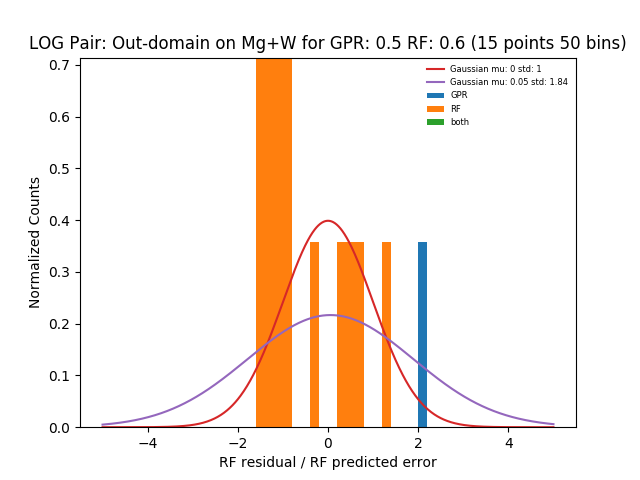 LOG Pair: Out-domain on Mg+W for GPR: 0.5 RF: 0.6 (15 points 50 bins)
Gaussian mu: 0 std: 1
Gaussian mu: 0.05 std: 1.84
GPR
RF
both
Normalized Counts
0.7
0.6
0.5
0.4
0.3
0.2
0.1
0.0
−4 −2 0 2 4
RF residual / RF predicted error